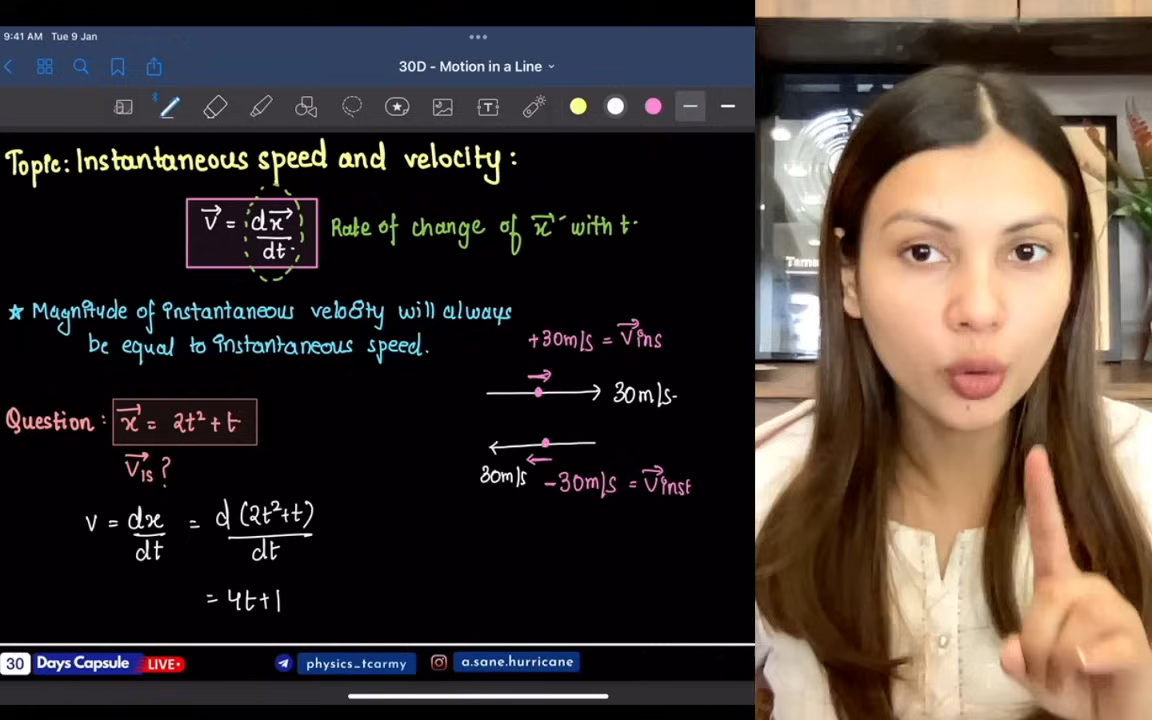 9:41 AM Tue 9 Jan
30D - Motion in a Line
Topic: Instantaneous speed and velocity:
v⃗ = dx⃗/dt
Rate of change of x⃗ with t.
★ Magnitude of instantaneous velocity will always
be equal to instantaneous speed.
+30m/s = v⃗ins
30m/s
Question: x⃗ = 2t² + t
30m/s
-30m/s = v⃗inst
v⃗1s ?
v = dx/dt = d(2t²+t)/dt
= 4t+1
30 Days Capsule LIVE
physics_tcarmy
a.sane.hurricane